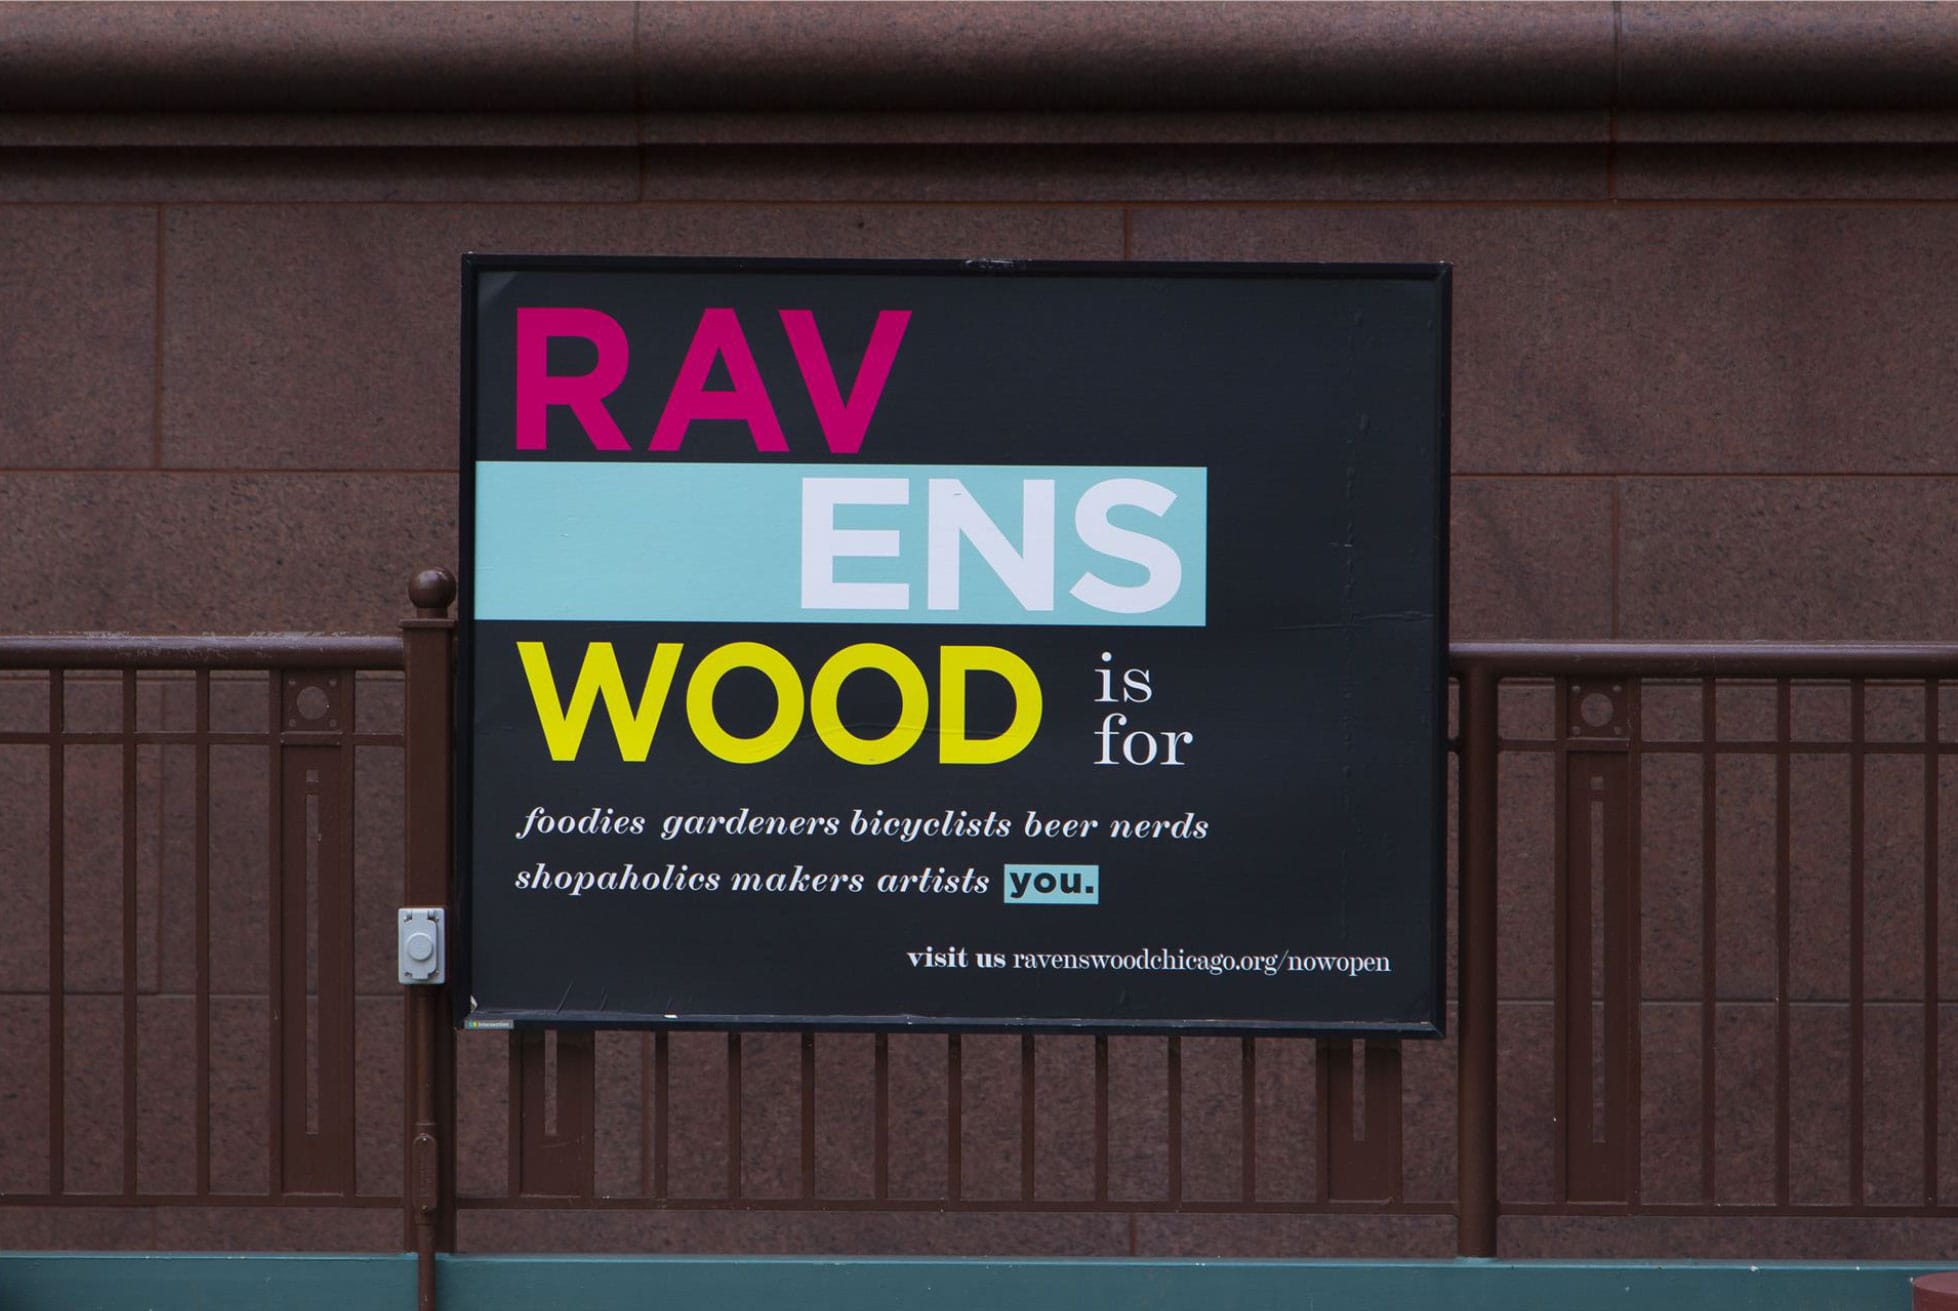 RAV
ENS
WOOD is
for
foodies gardeners bicyclists beer nerds
shopaholics makers artists you.
visit us ravenswoodchicago.org/nowopen
intersection